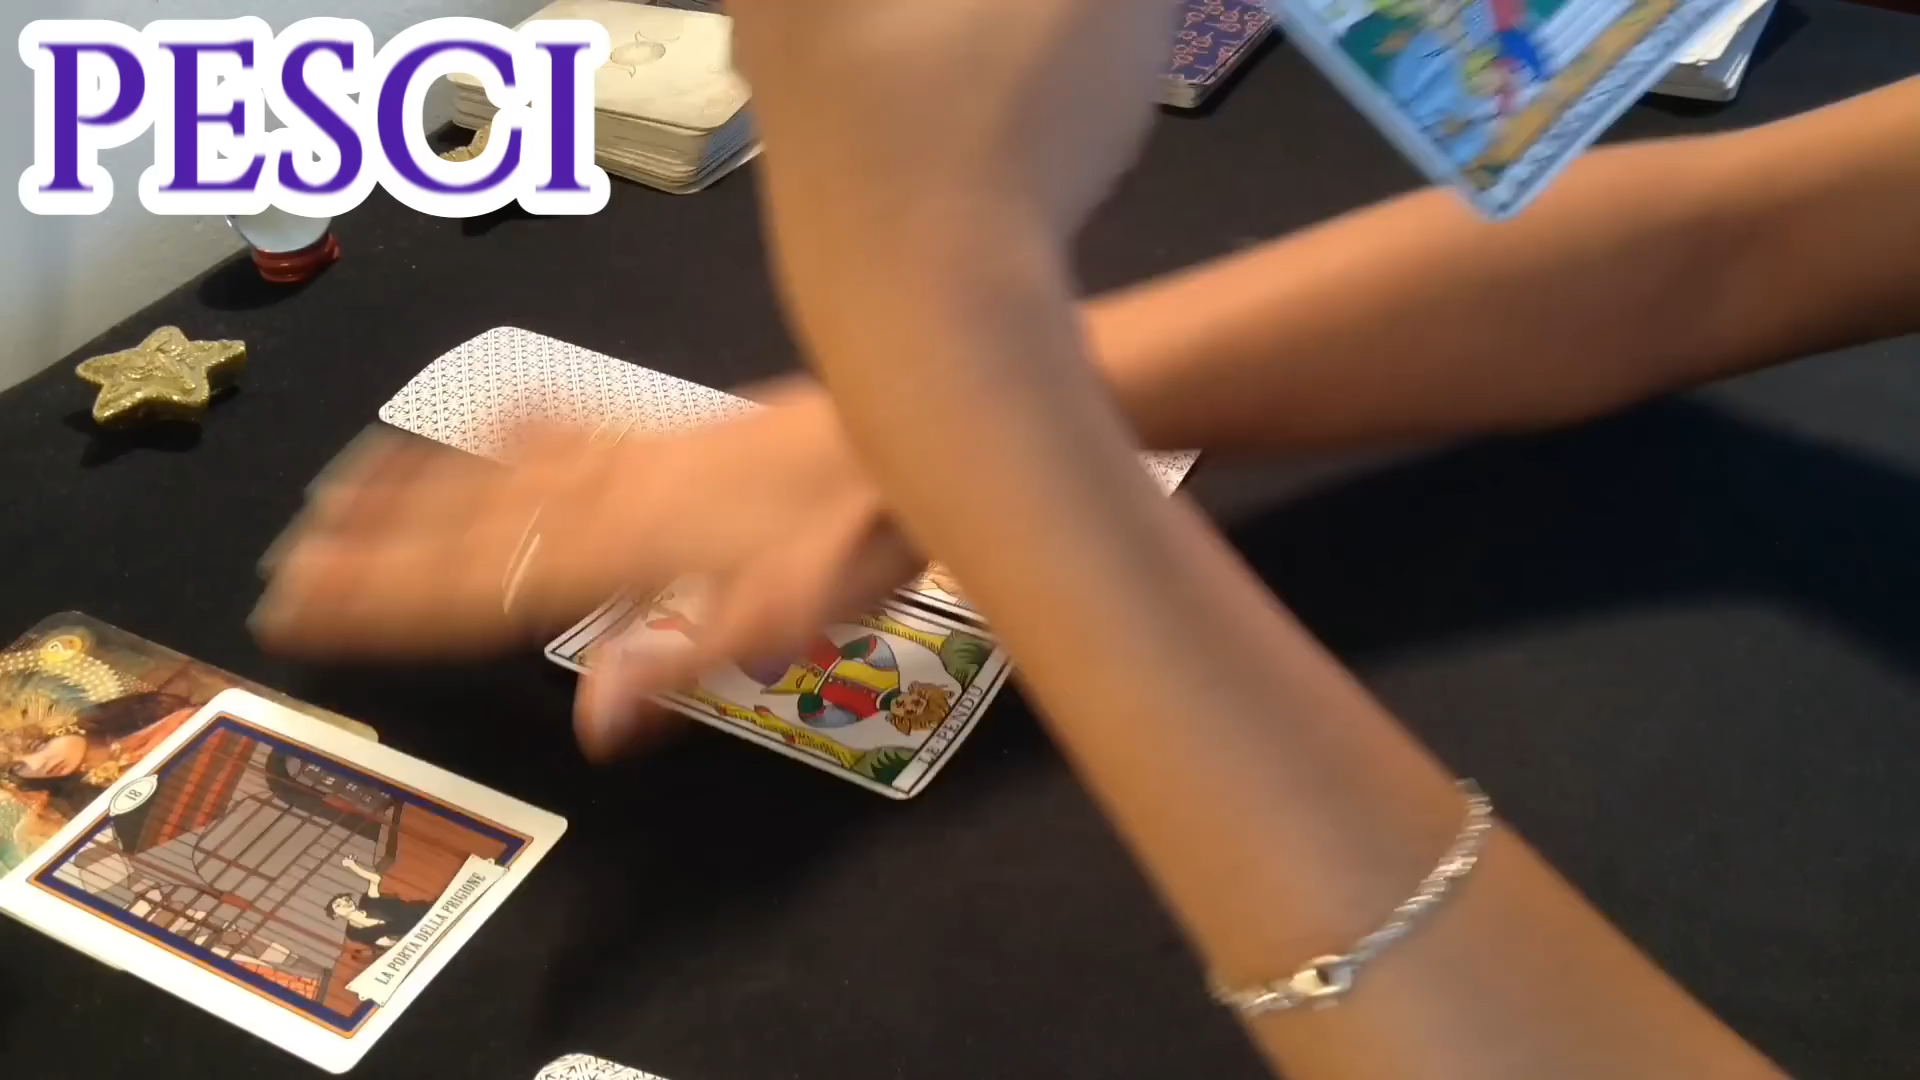 PESCI
LE·PENDU
18
LA PORTA DELLA PRIGIONE